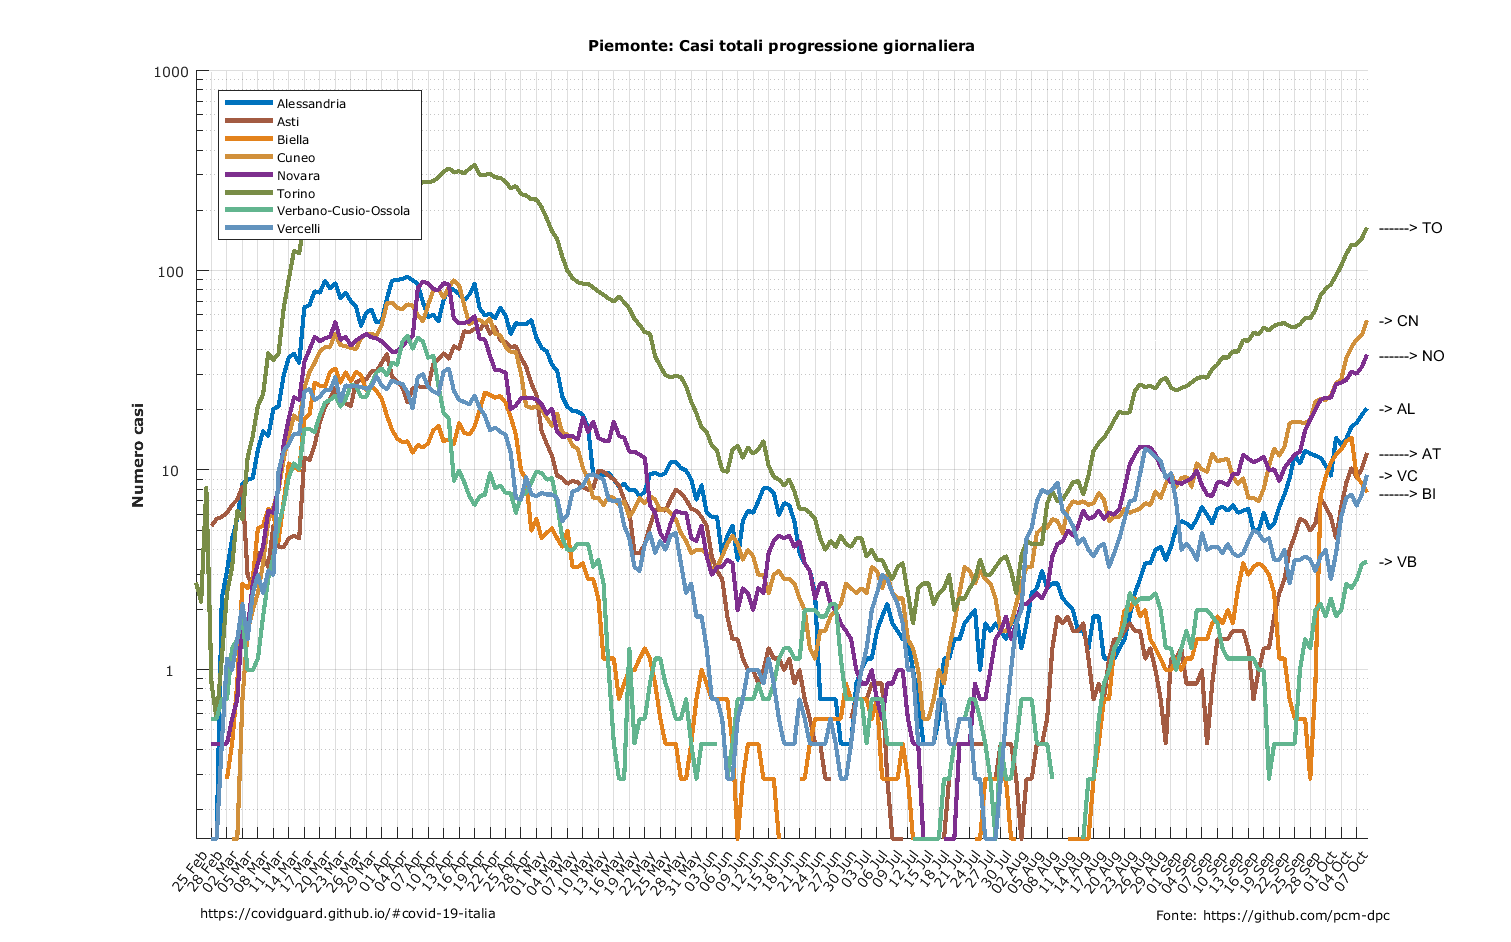 Piemonte: Casi totali progressione giornaliera
1000
100
10
1
Numero casi
Alessandria
Asti
Biella
Cuneo
Novara
Torino
Verbano-Cusio-Ossola
Vercelli
------> TO
-> CN
------> NO
-> AL
------> AT
-> VC
------> BI
-> VB
25 Feb
28 Feb
02 Mar
05 Mar
08 Mar
11 Mar
14 Mar
17 Mar
20 Mar
23 Mar
26 Mar
29 Mar
01 Apr
04 Apr
07 Apr
10 Apr
13 Apr
16 Apr
19 Apr
22 Apr
25 Apr
28 Apr
01 May
04 May
07 May
10 May
13 May
16 May
19 May
22 May
25 May
28 May
31 May
03 Jun
06 Jun
09 Jun
12 Jun
15 Jun
18 Jun
21 Jun
24 Jun
27 Jun
30 Jun
03 Jul
06 Jul
09 Jul
12 Jul
15 Jul
18 Jul
21 Jul
24 Jul
27 Jul
30 Jul
02 Aug
05 Aug
08 Aug
11 Aug
14 Aug
17 Aug
20 Aug
23 Aug
26 Aug
29 Aug
01 Sep
04 Sep
07 Sep
10 Sep
13 Sep
16 Sep
19 Sep
22 Sep
25 Sep
28 Sep
01 Oct
04 Oct
07 Oct
https://covidguard.github.io/#covid-19-italia
Fonte: https://github.com/pcm-dpc